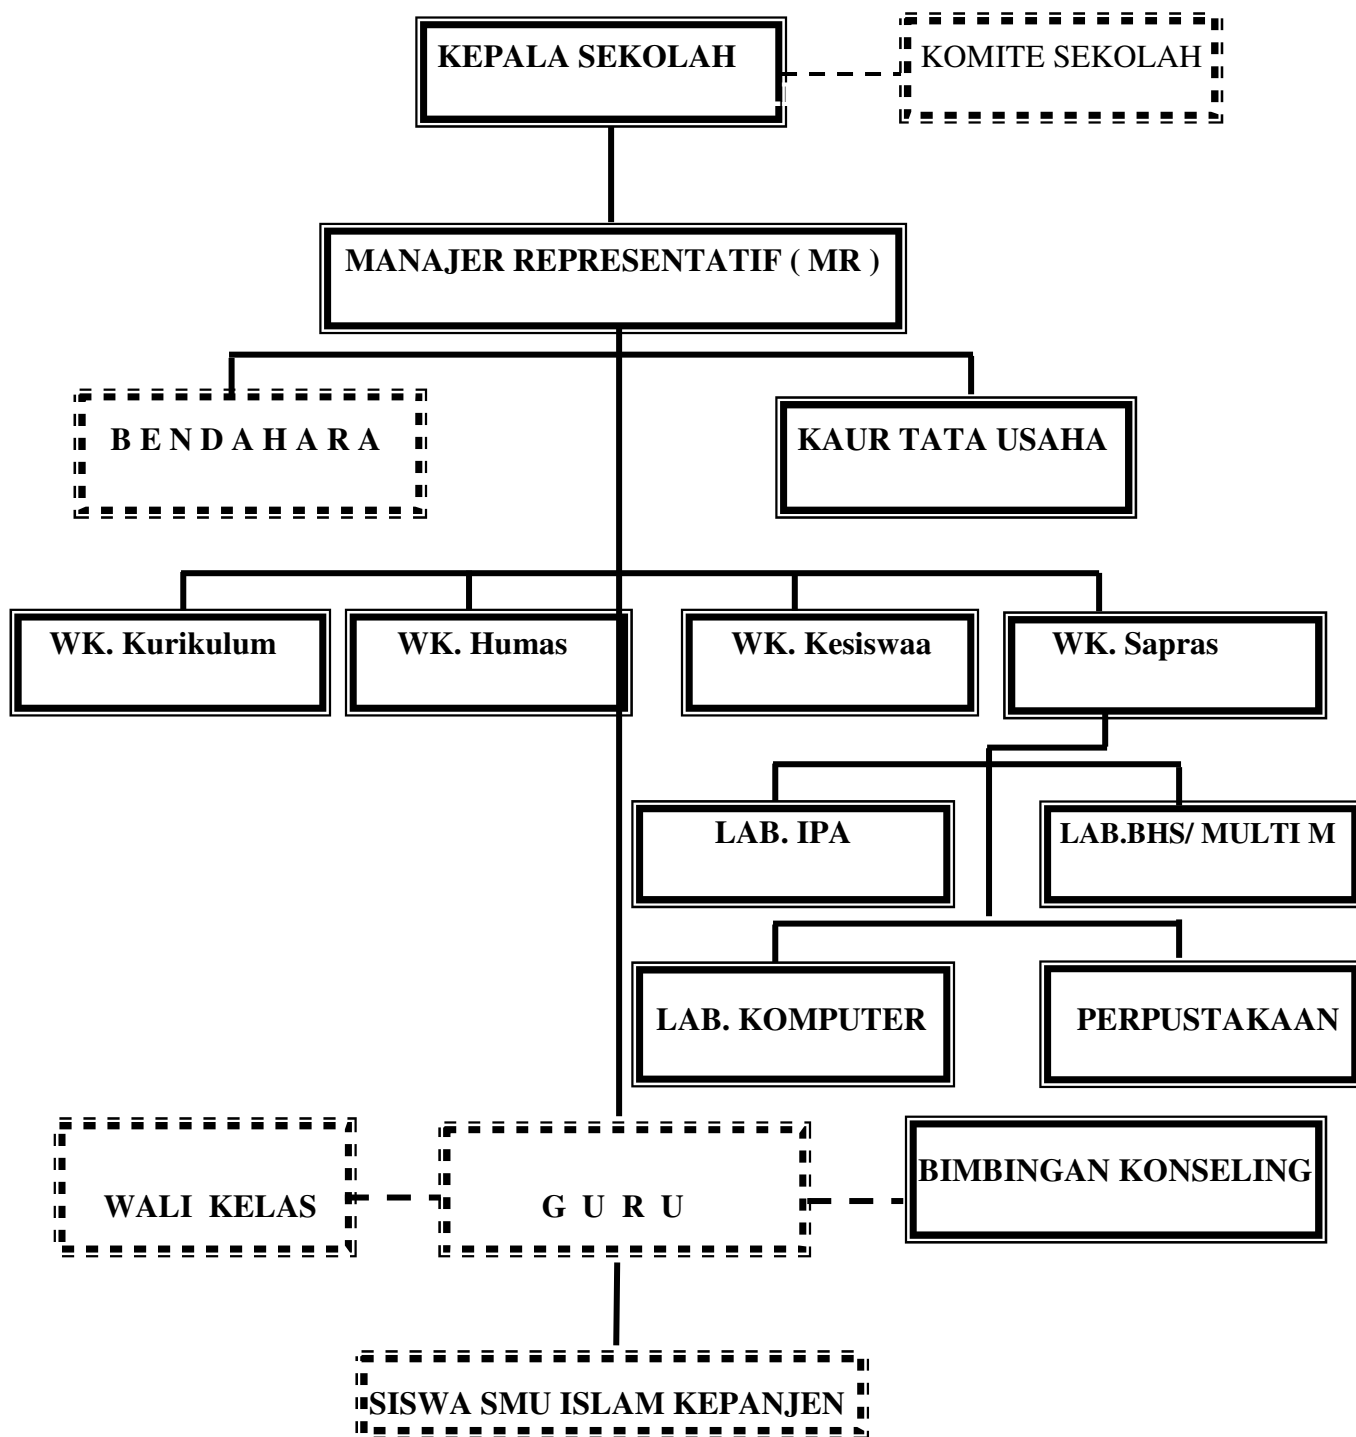 KEPALA SEKOLAH
KOMITE SEKOLAH
MANAJER REPRESENTATIF ( MR )
B E N D A H A R A
KAUR TATA USAHA
WK. Kurikulum
WK. Humas
WK. Kesiswaa
WK. Sapras
LAB. IPA
LAB.BHS/ MULTI M
LAB. KOMPUTER
PERPUSTAKAAN
WALI KELAS
G U R U
BIMBINGAN KONSELING
SISWA SMU ISLAM KEPANJEN